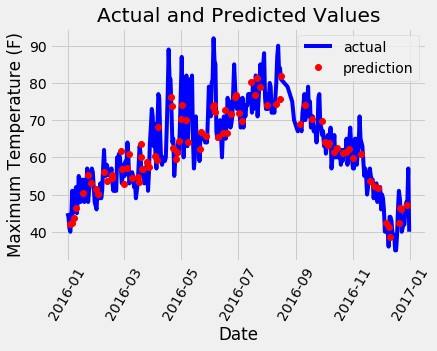 Actual and Predicted Values
actual
prediction
Maximum Temperature (F)
90
80
70
60
50
40
2016-01
2016-03
2016-05
2016-07
2016-09
2016-11
2017-01
Date